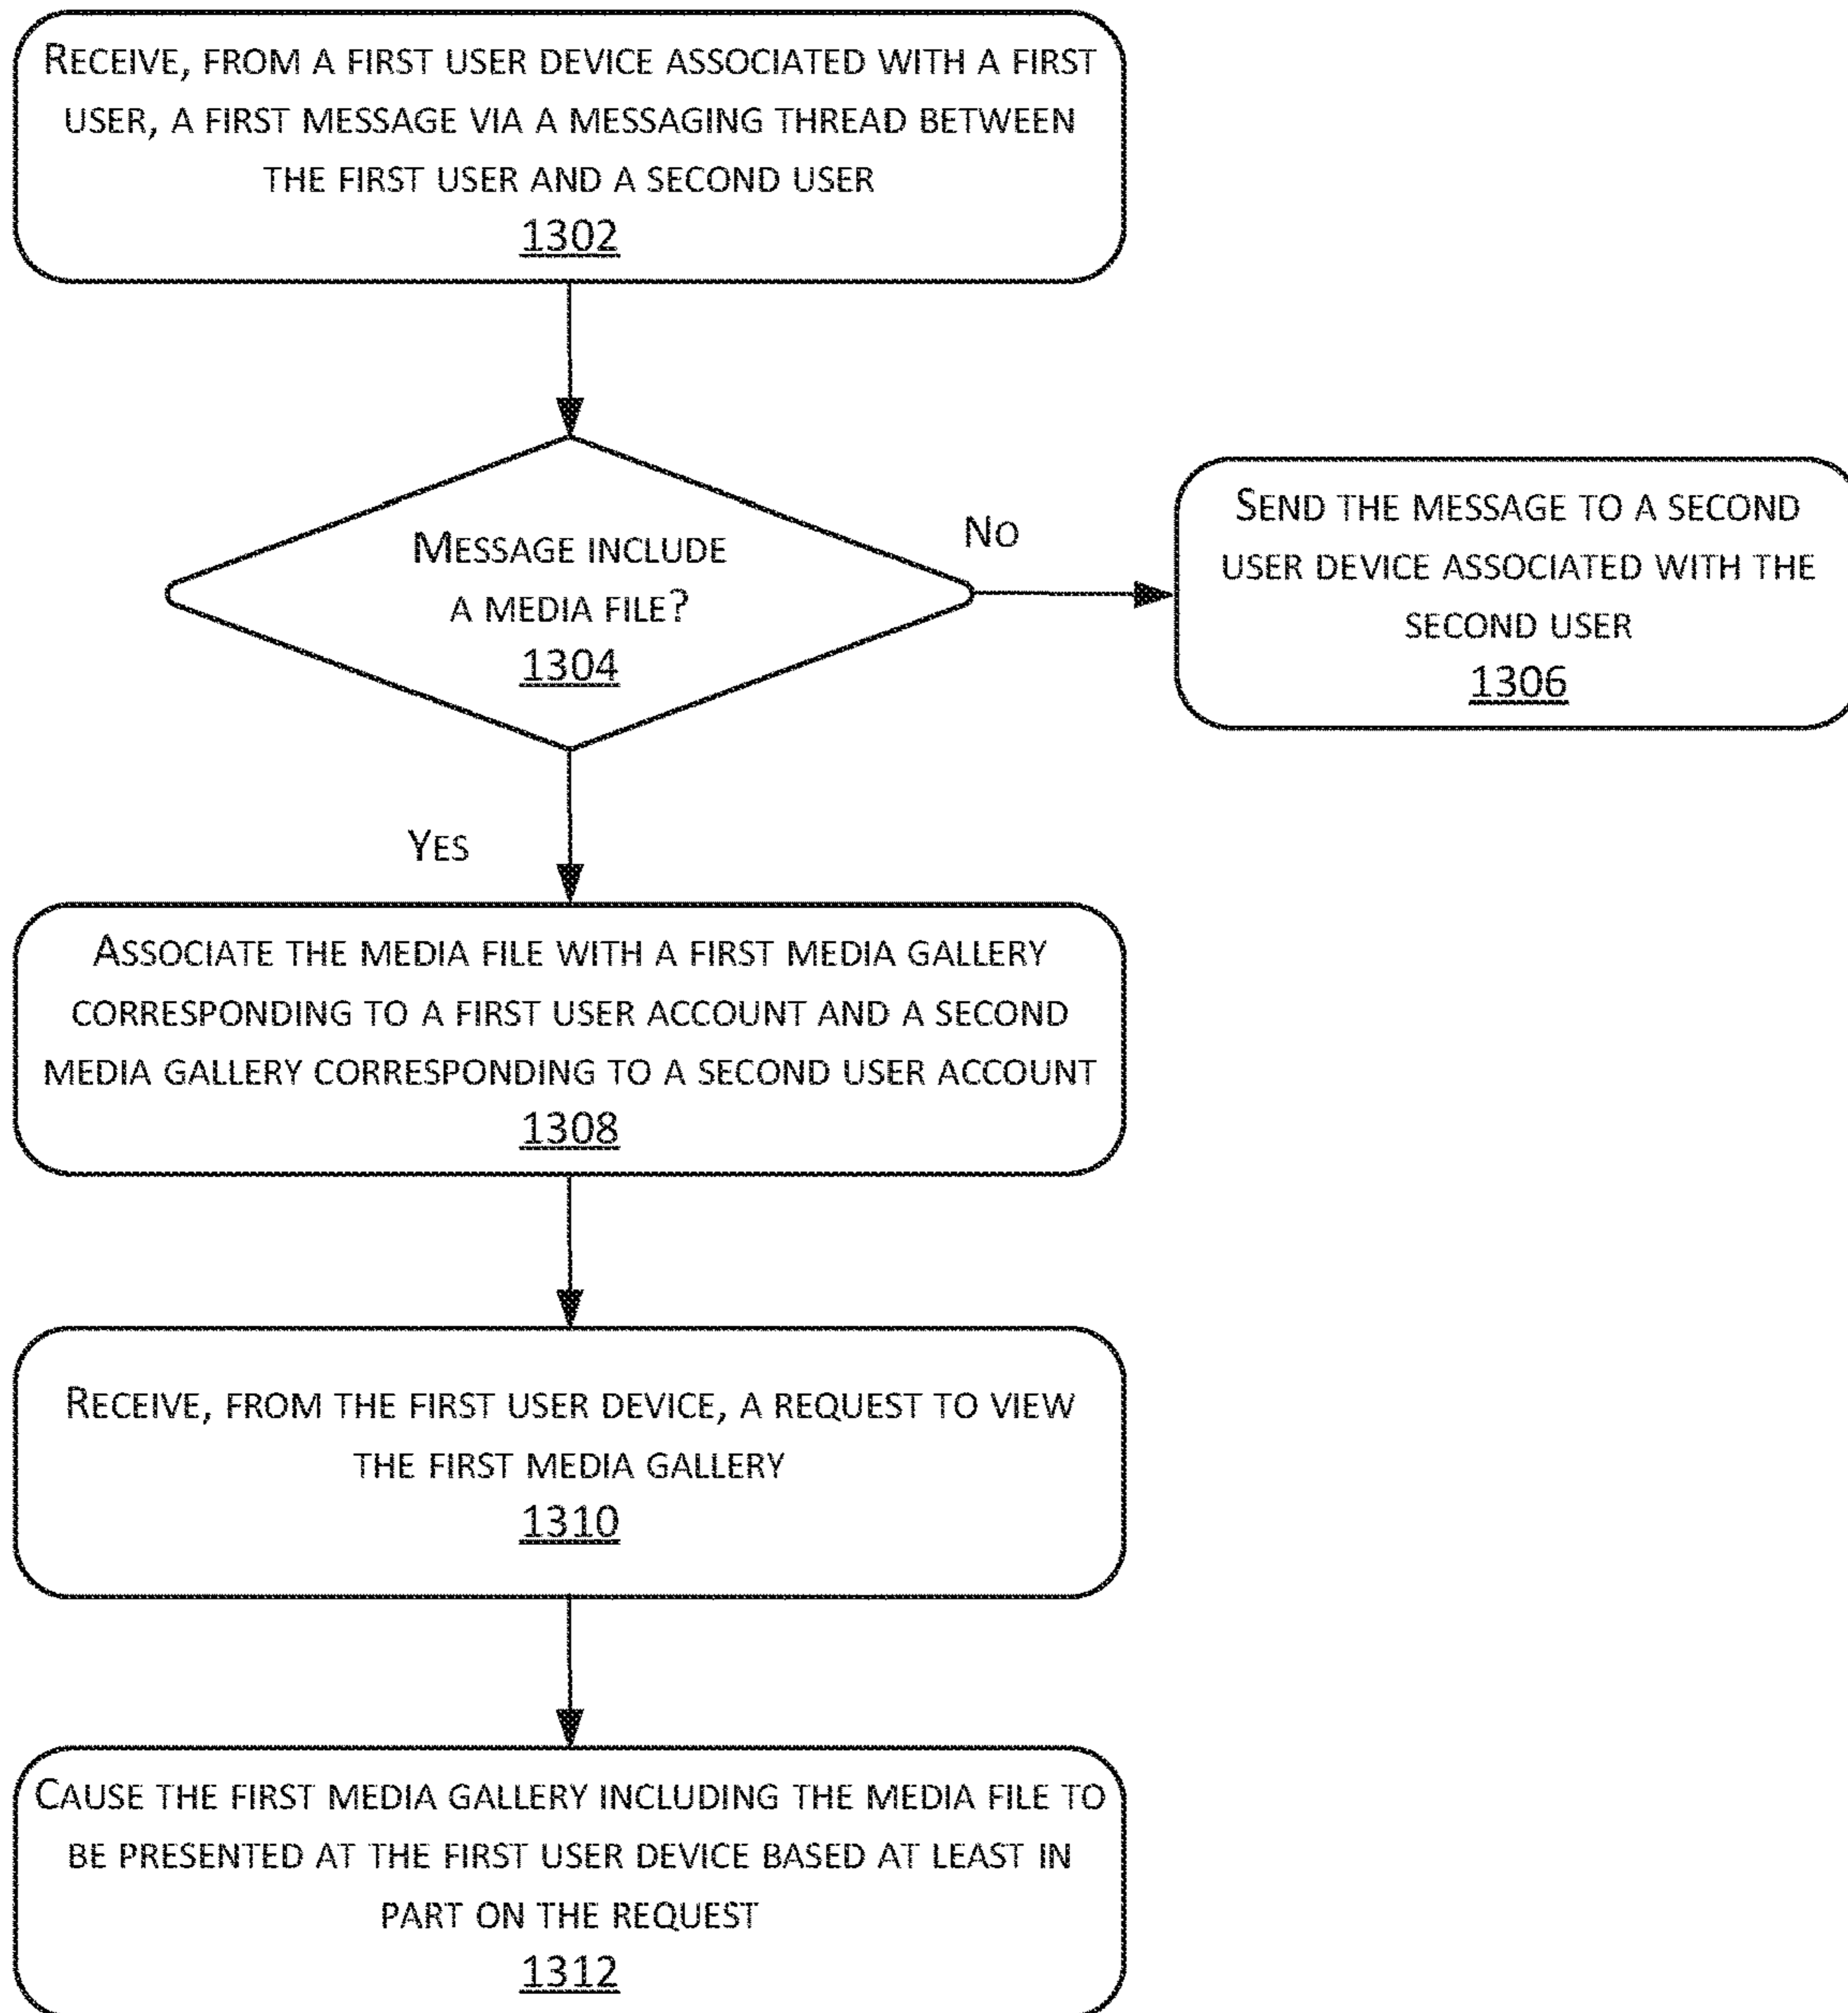 RECEIVE, FROM A FIRST USER DEVICE ASSOCIATED WITH A FIRST
USER, A FIRST MESSAGE VIA A MESSAGING THREAD BETWEEN
THE FIRST USER AND A SECOND USER
1302
MESSAGE INCLUDE
A MEDIA FILE?
1304
NO
SEND THE MESSAGE TO A SECOND
USER DEVICE ASSOCIATED WITH THE
SECOND USER
1306
YES
ASSOCIATE THE MEDIA FILE WITH A FIRST MEDIA GALLERY
CORRESPONDING TO A FIRST USER ACCOUNT AND A SECOND
MEDIA GALLERY CORRESPONDING TO A SECOND USER ACCOUNT
1308
RECEIVE, FROM THE FIRST USER DEVICE, A REQUEST TO VIEW
THE FIRST MEDIA GALLERY
1310
CAUSE THE FIRST MEDIA GALLERY INCLUDING THE MEDIA FILE TO
BE PRESENTED AT THE FIRST USER DEVICE BASED AT LEAST IN
PART ON THE REQUEST
1312